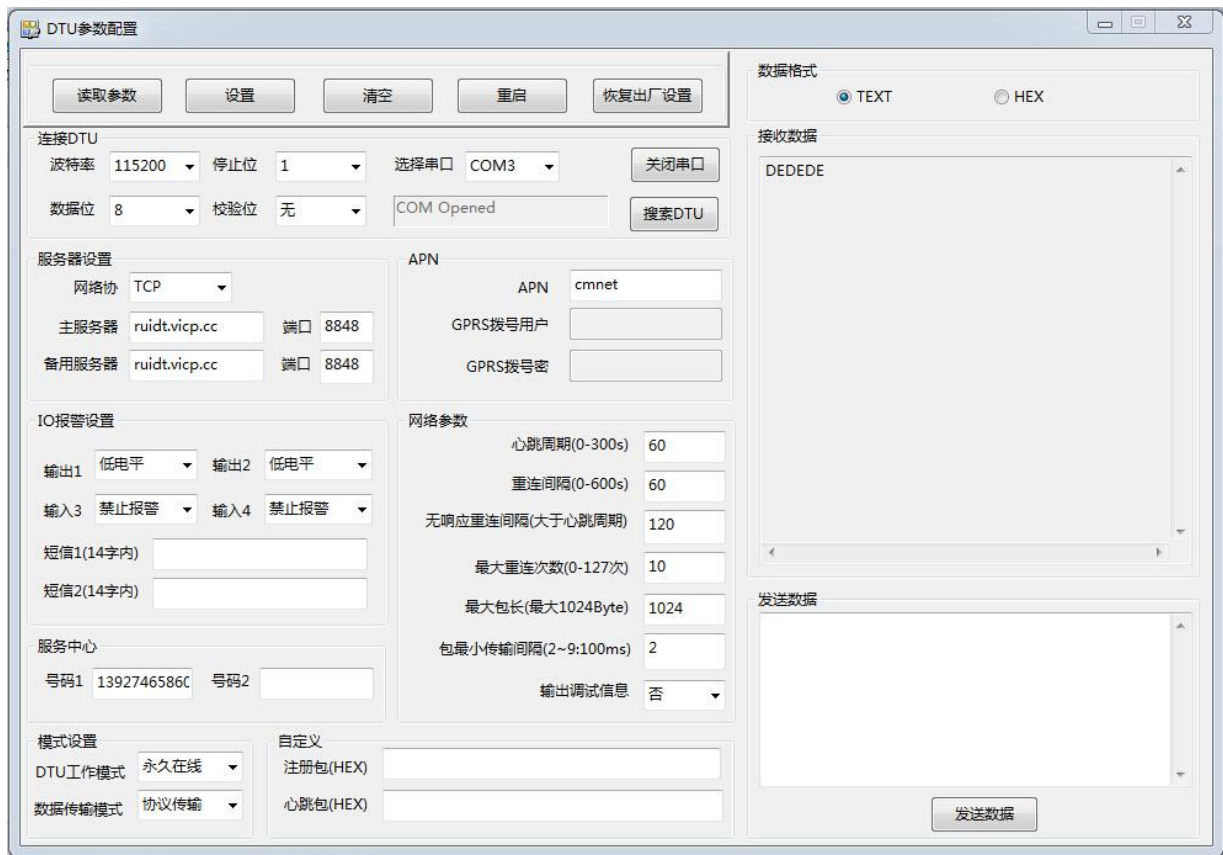 DTU参数配置
读取参数 设置 清空 重启 恢复出厂设置
连接DTU
波特率 115200 停止位 1 选择串口 COM3 关闭串口
数据位 8 校验位 无 COM Opened 搜索DTU
服务器设置
网络协 TCP
主服务器 ruidt.vicp.cc 端口 8848
备用服务器 ruidt.vicp.cc 端口 8848
APN
APN cmnet
GPRS拨号用户
GPRS拨号密
IO报警设置
输出1 低电平 输出2 低电平
输入3 禁止报警 输入4 禁止报警
短信1(14字内)
短信2(14字内)
网络参数
心跳周期(0-300s) 60
重连间隔(0-600s) 60
无响应重连间隔(大于心跳周期) 120
最大重连次数(0-127次) 10
最大包长(最大1024Byte) 1024
包最小传输间隔(2~9:100ms) 2
输出调试信息 否
服务中心
号码1 13927465860 号码2
模式设置
DTU工作模式 永久在线
数据传输模式 协议传输
自定义
注册包(HEX)
心跳包(HEX)
数据格式
TEXT HEX
接收数据
DEDEDE
发送数据
发送数据